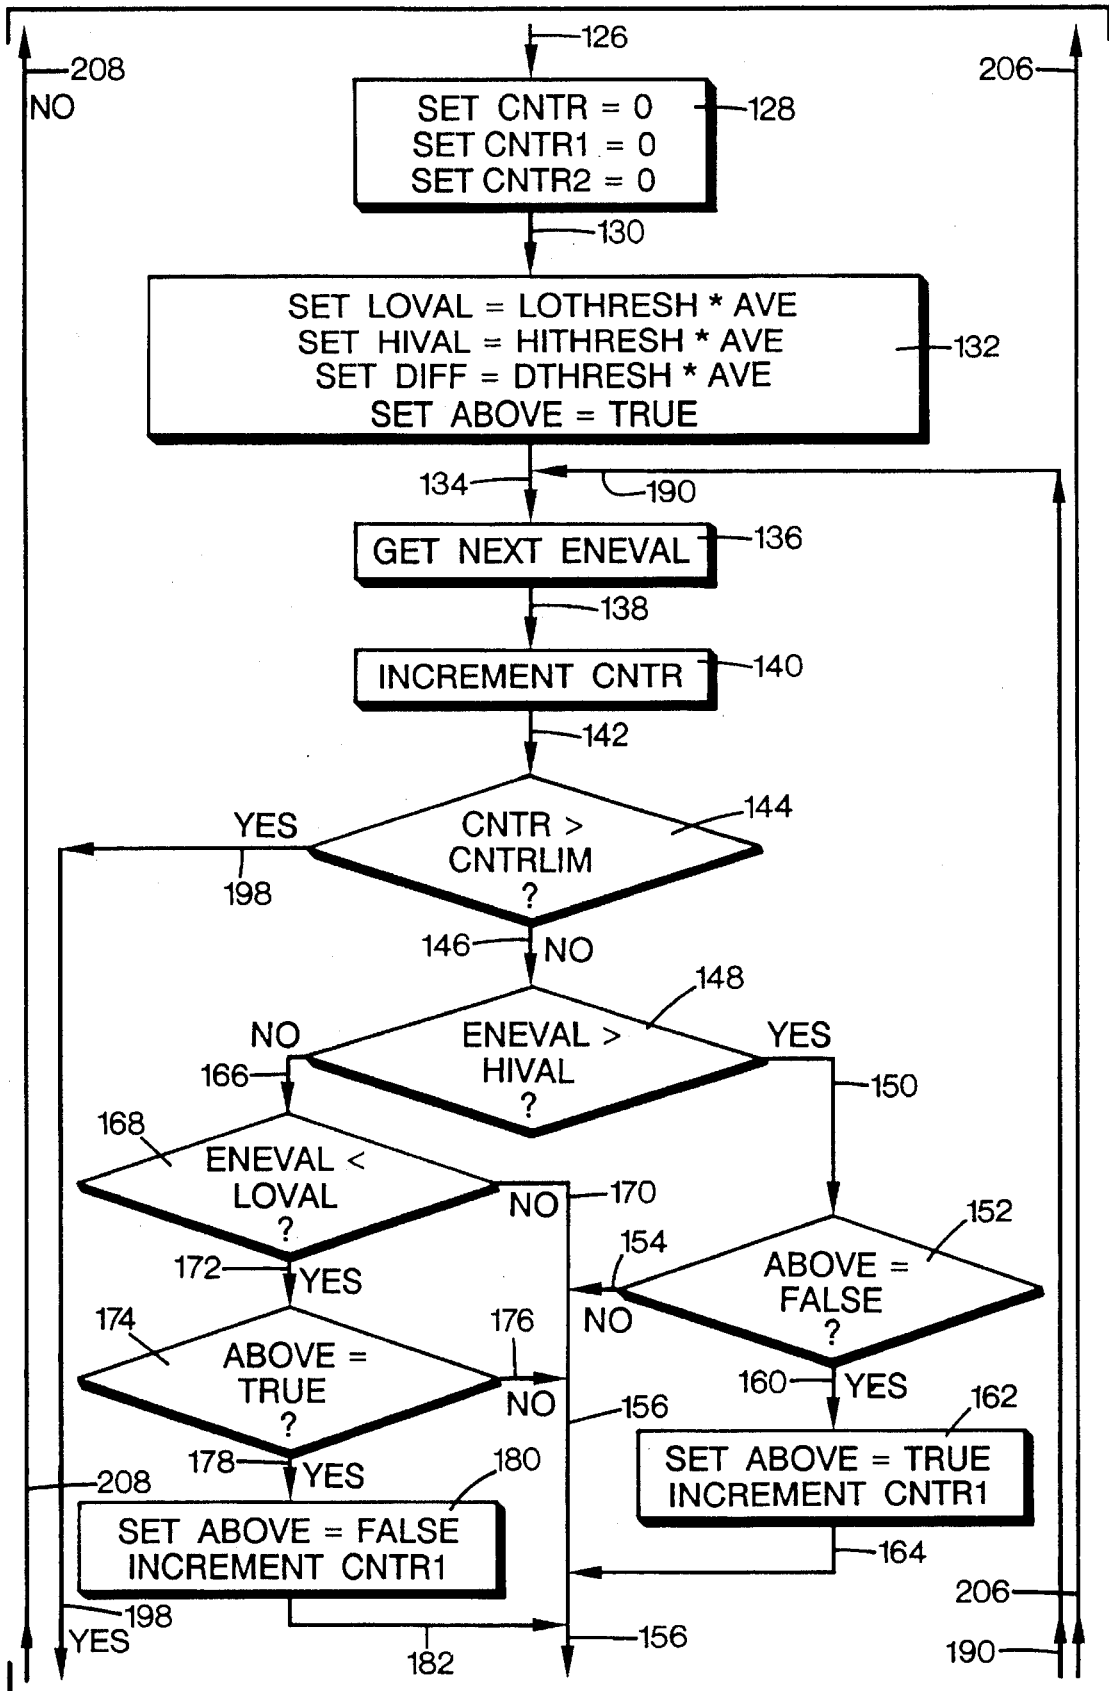 126
208
206
NO
SET CNTR = 0
SET CNTR1 = 0
SET CNTR2 = 0
128
130
SET LOVAL = LOTHRESH * AVE
SET HIVAL = HITHRESH * AVE
SET DIFF = DTHRESH * AVE
SET ABOVE = TRUE
132
134
190
GET NEXT ENEVAL
136
138
INCREMENT CNTR
140
142
144
YES
CNTR >
CNTRLIM
?
198
146
NO
148
NO
ENEVAL >
HIVAL
?
YES
166
150
168
ENEVAL <
LOVAL
?
NO
170
152
154
172
YES
ABOVE =
FALSE
?
NO
174
176
ABOVE =
TRUE
?
NO
160
YES
156
162
178
YES
180
208
SET ABOVE = TRUE
INCREMENT CNTR1
SET ABOVE = FALSE
INCREMENT CNTR1
164
206
198
YES
182
156
190